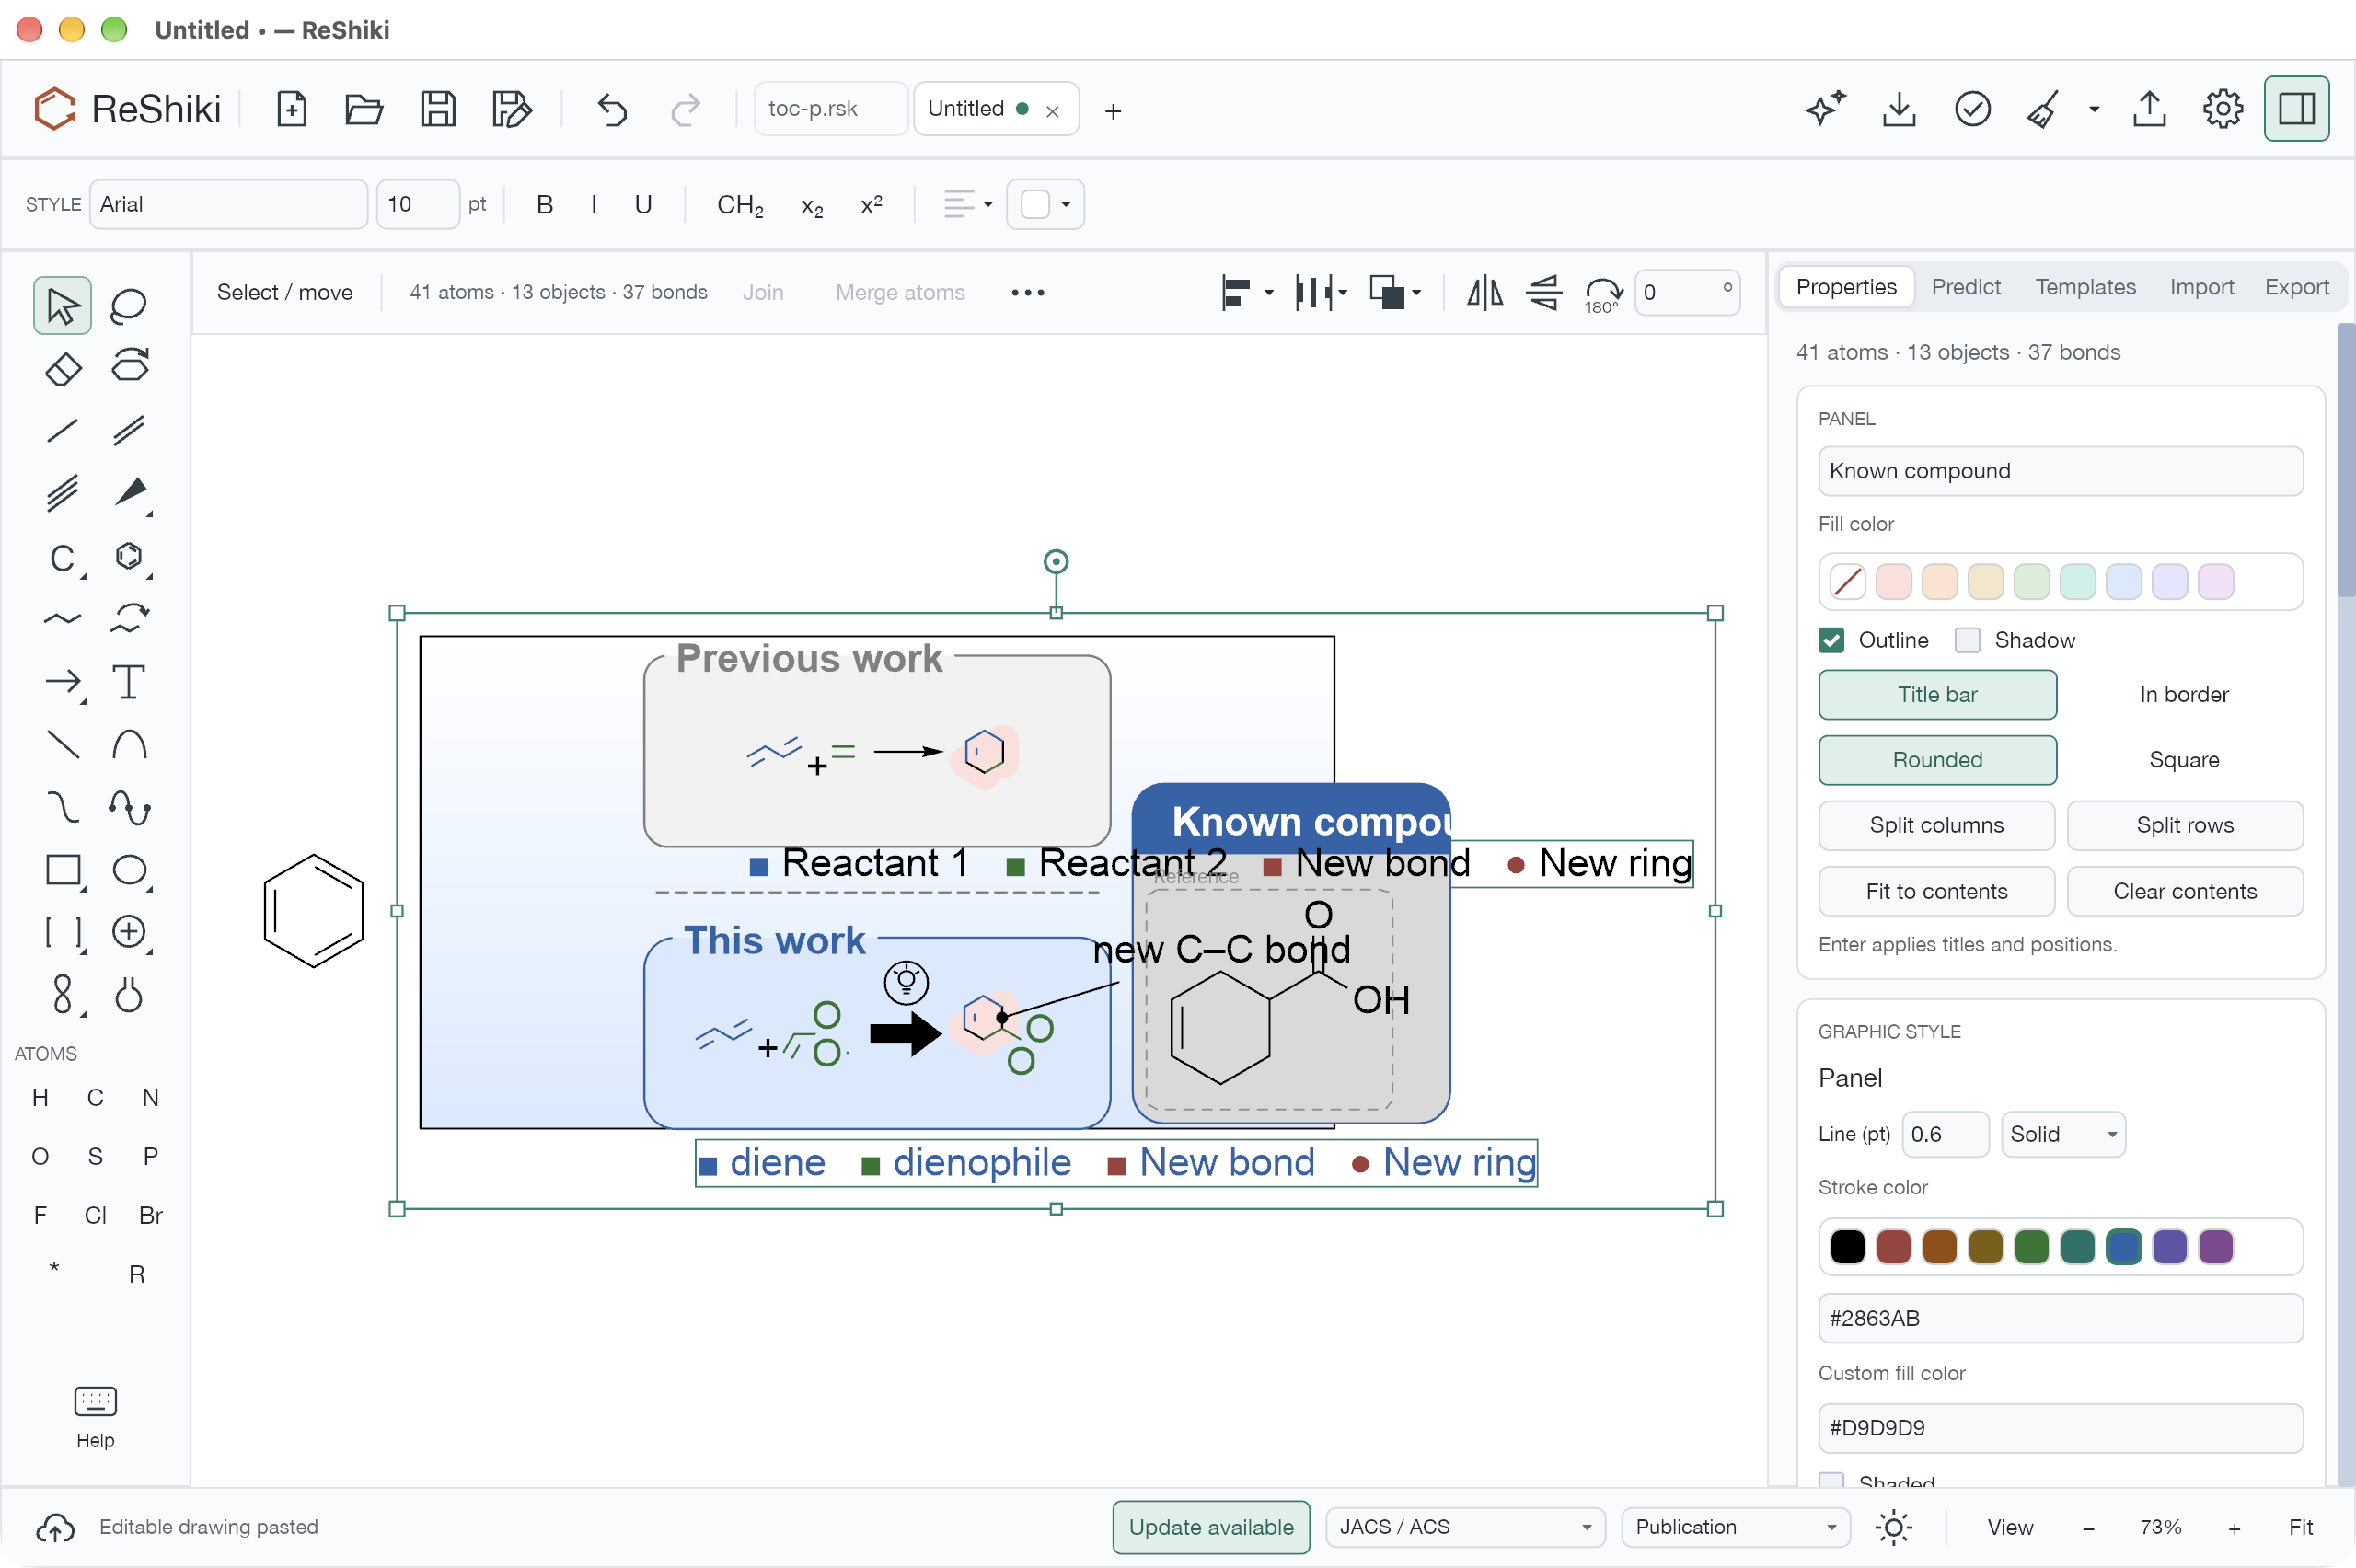 Untitled • — ReShiki
ReShiki
toc-p.rsk
Untitled
STYLE
Arial
10
pt
B
I
U
CH₂
x₂
x²
Select / move
41 atoms · 13 objects · 37 bonds
Join
Merge atoms
180°
0
°
Properties
Predict
Templates
Import
Export
41 atoms · 13 objects · 37 bonds
PANEL
Known compound
Fill color
Outline
Shadow
Title bar
In border
Rounded
Square
Split columns
Split rows
Fit to contents
Clear contents
Enter applies titles and positions.
GRAPHIC STYLE
Panel
Line (pt)
0.6
Solid
Stroke color
#2863AB
Custom fill color
#D9D9D9
Shaded
C
T
ATOMS
H C N
O S P
F Cl Br
* R
Help
Previous work
+
Known compou
Reactant 1
Reactant 2
New bond
New ring
Reference
This work
new C–C bond
O
OH
O
O
+
O
O
diene
dienophile
New bond
New ring
Editable drawing pasted
Update available
JACS / ACS
Publication
View
–
73%
+
Fit